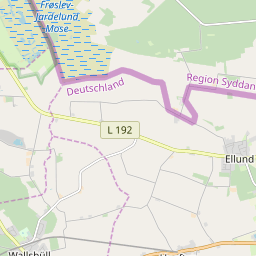 Frøslev-
Jardelund
Mose
Deutschland
Region Syddan
L 192
Ellund
Wallsbüll